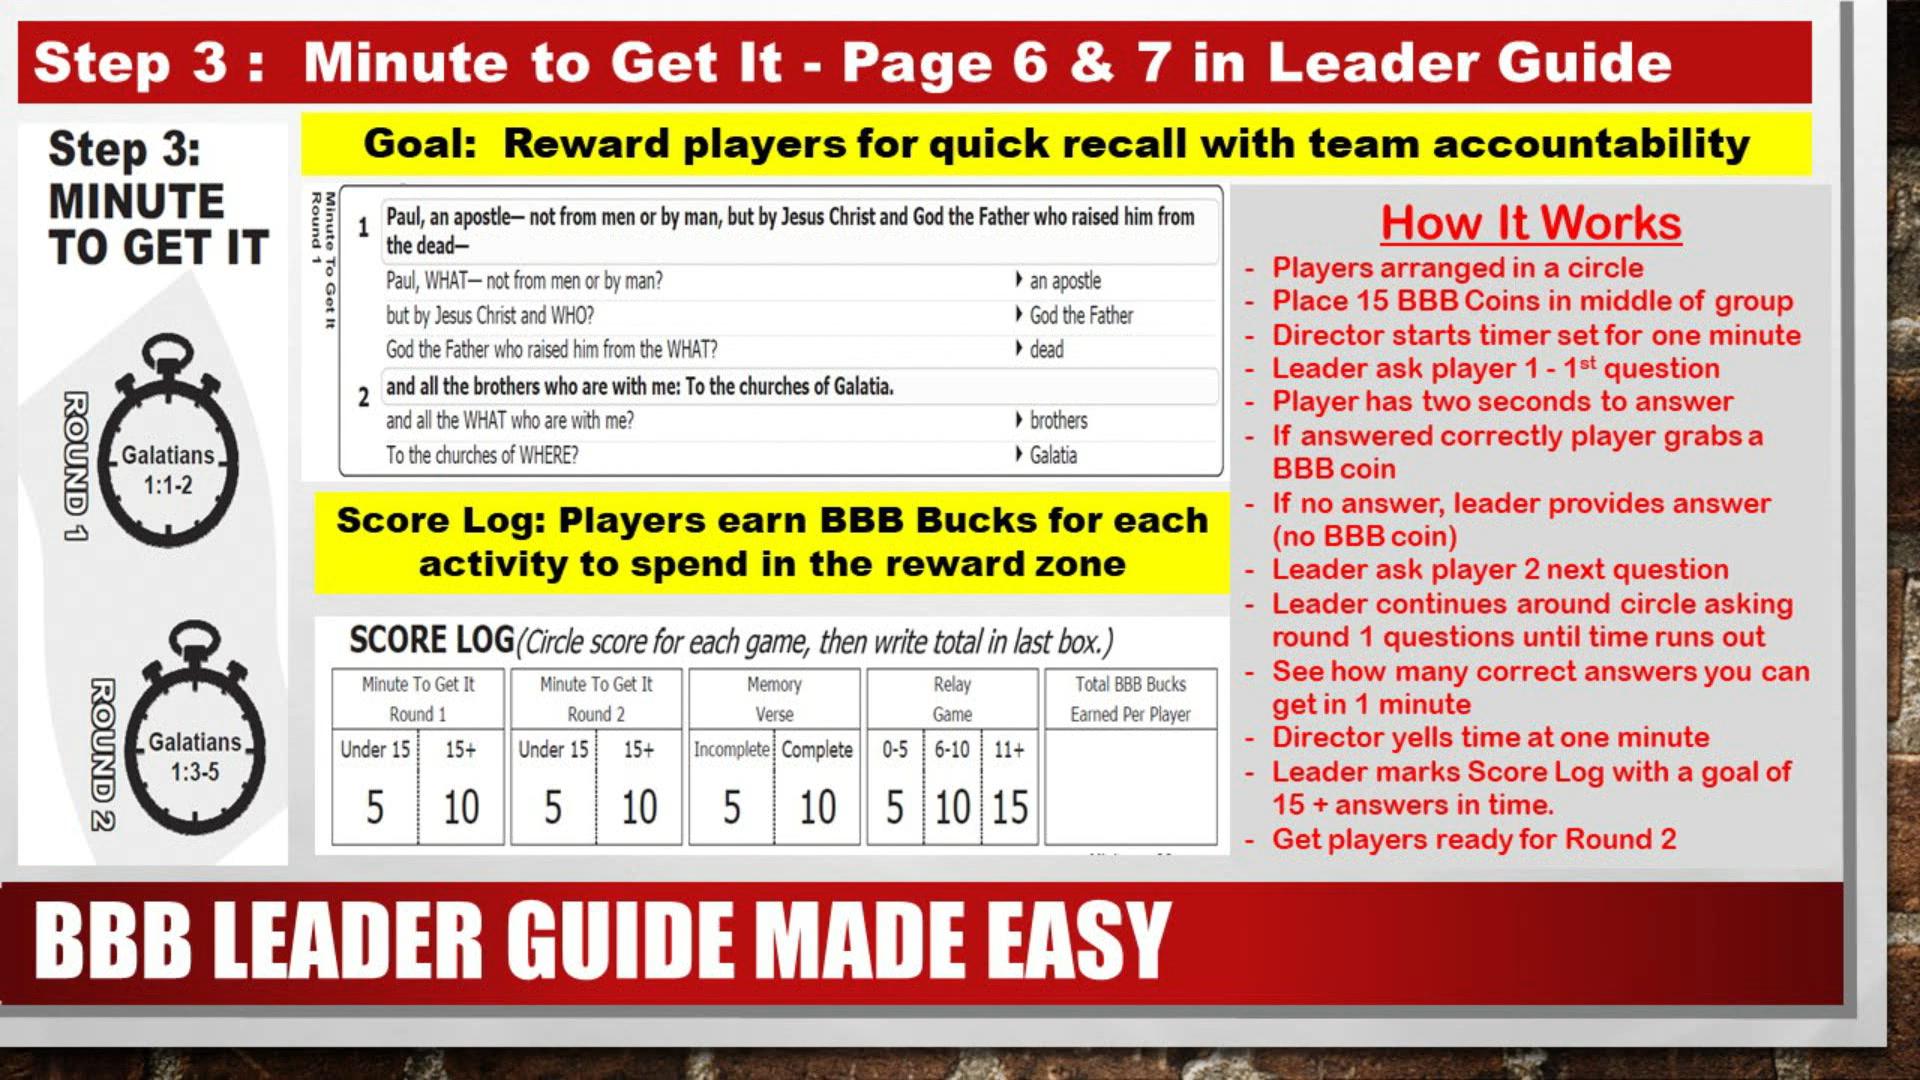 Step 3 : Minute to Get It - Page 6 & 7 in Leader Guide
Step 3:
MINUTE
TO GET IT
ROUND 1
Galatians
1:1-2
ROUND 2
Galatians
1:3-5
Goal: Reward players for quick recall with team accountability
Minute To Get It
Round 1
1 Paul, an apostle— not from men or by man, but by Jesus Christ and God the Father who raised him from
the dead—
Paul, WHAT— not from men or by man? an apostle
but by Jesus Christ and WHO? God the Father
God the Father who raised him from the WHAT? dead
2 and all the brothers who are with me: To the churches of Galatia.
and all the WHAT who are with me? brothers
To the churches of WHERE? Galatia
Score Log: Players earn BBB Bucks for each
activity to spend in the reward zone
SCORE LOG (Circle score for each game, then write total in last box.)
Minute To Get It Minute To Get It Memory Relay Total BBB Bucks
Round 1 Round 2 Verse Game Earned Per Player
Under 15 15+ Under 15 15+ Incomplete Complete 0-5 6-10 11+
5 10 5 10 5 10 5 10 15
How It Works
- Players arranged in a circle
- Place 15 BBB Coins in middle of group
- Director starts timer set for one minute
- Leader ask player 1 - 1st question
- Player has two seconds to answer
- If answered correctly player grabs a
BBB coin
- If no answer, leader provides answer
(no BBB coin)
- Leader ask player 2 next question
- Leader continues around circle asking
round 1 questions until time runs out
- See how many correct answers you can
get in 1 minute
- Director yells time at one minute
- Leader marks Score Log with a goal of
15 + answers in time.
- Get players ready for Round 2
BBB LEADER GUIDE MADE EASY